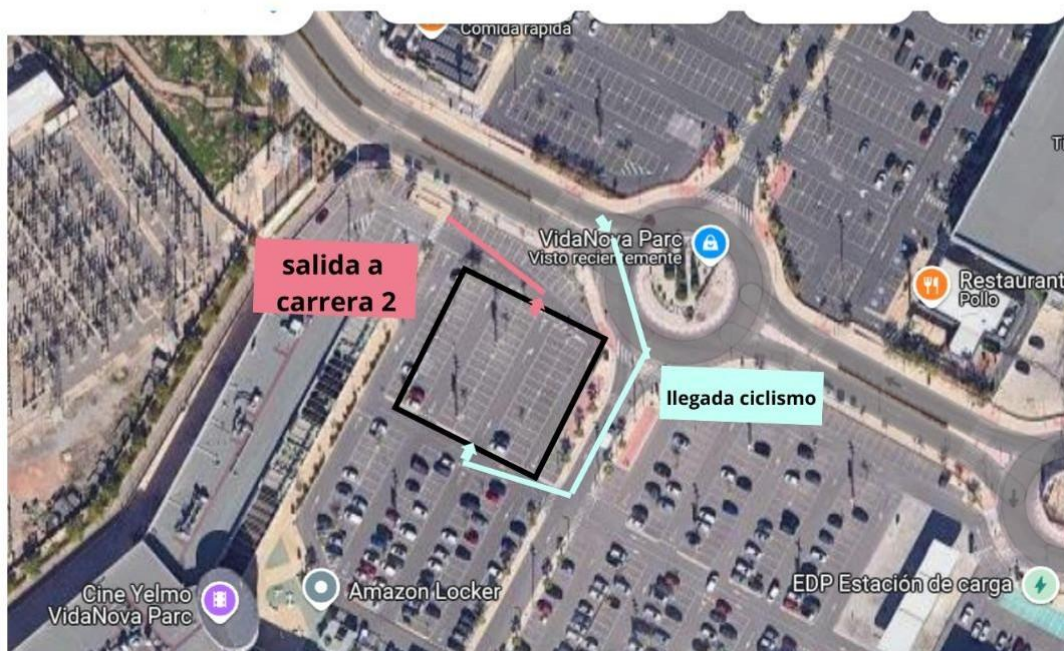 Comida rapida
VidaNova Parc
Visto recientemente
salida a
carrera 2
Restaurant
Pollo
llegada ciclismo
Cine Yelmo
VidaNova Parc
Amazon Locker
EDP Estación de carga